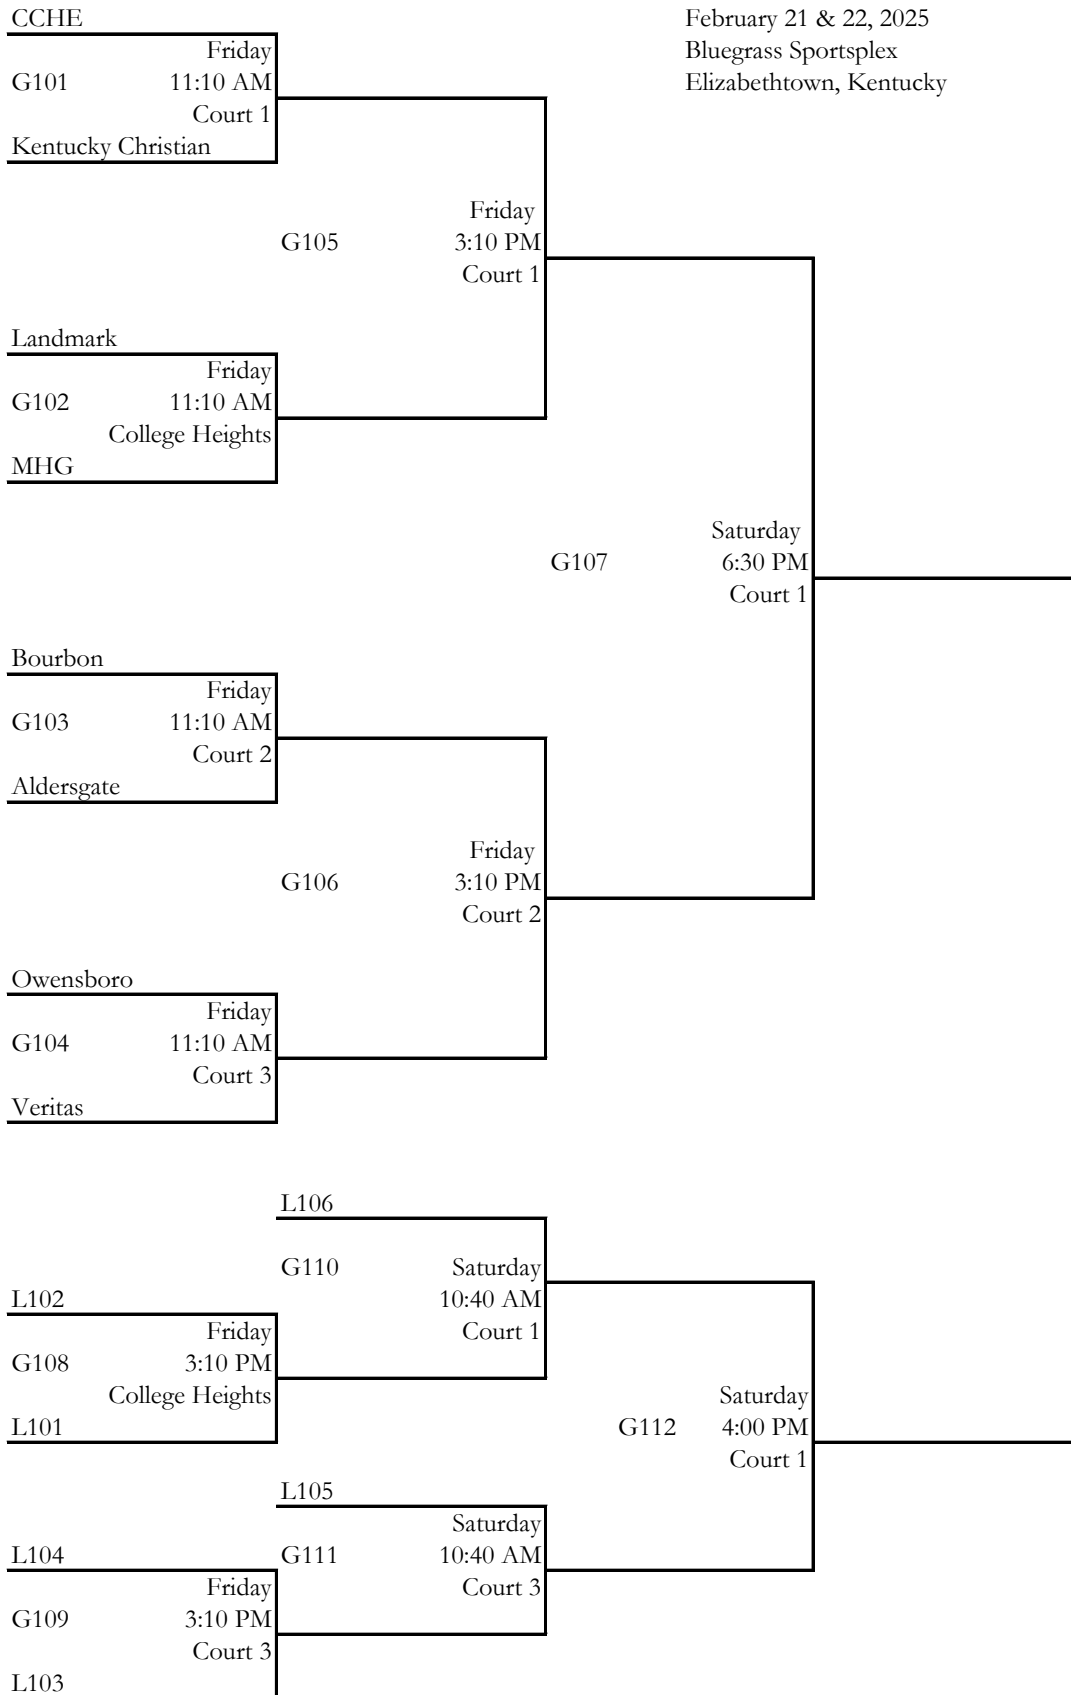 CCHE
February 21 & 22, 2025
Friday
Bluegrass Sportsplex
G101 11:10 AM
Elizabethtown, Kentucky
Court 1
Kentucky Christian
Friday
G105 3:10 PM
Court 1
Landmark
Friday
G102 11:10 AM
College Heights
MHG
Saturday
G107 6:30 PM
Court 1
Bourbon
Friday
G103 11:10 AM
Court 2
Aldersgate
Friday
G106 3:10 PM
Court 2
Owensboro
Friday
G104 11:10 AM
Court 3
Veritas
L106
G110 Saturday
L102
10:40 AM
Friday
Court 1
G108 3:10 PM
College Heights
Saturday
L101
G112 4:00 PM
Court 1
L105
Saturday
L104
G111 10:40 AM
Friday
Court 3
G109 3:10 PM
Court 3
L103